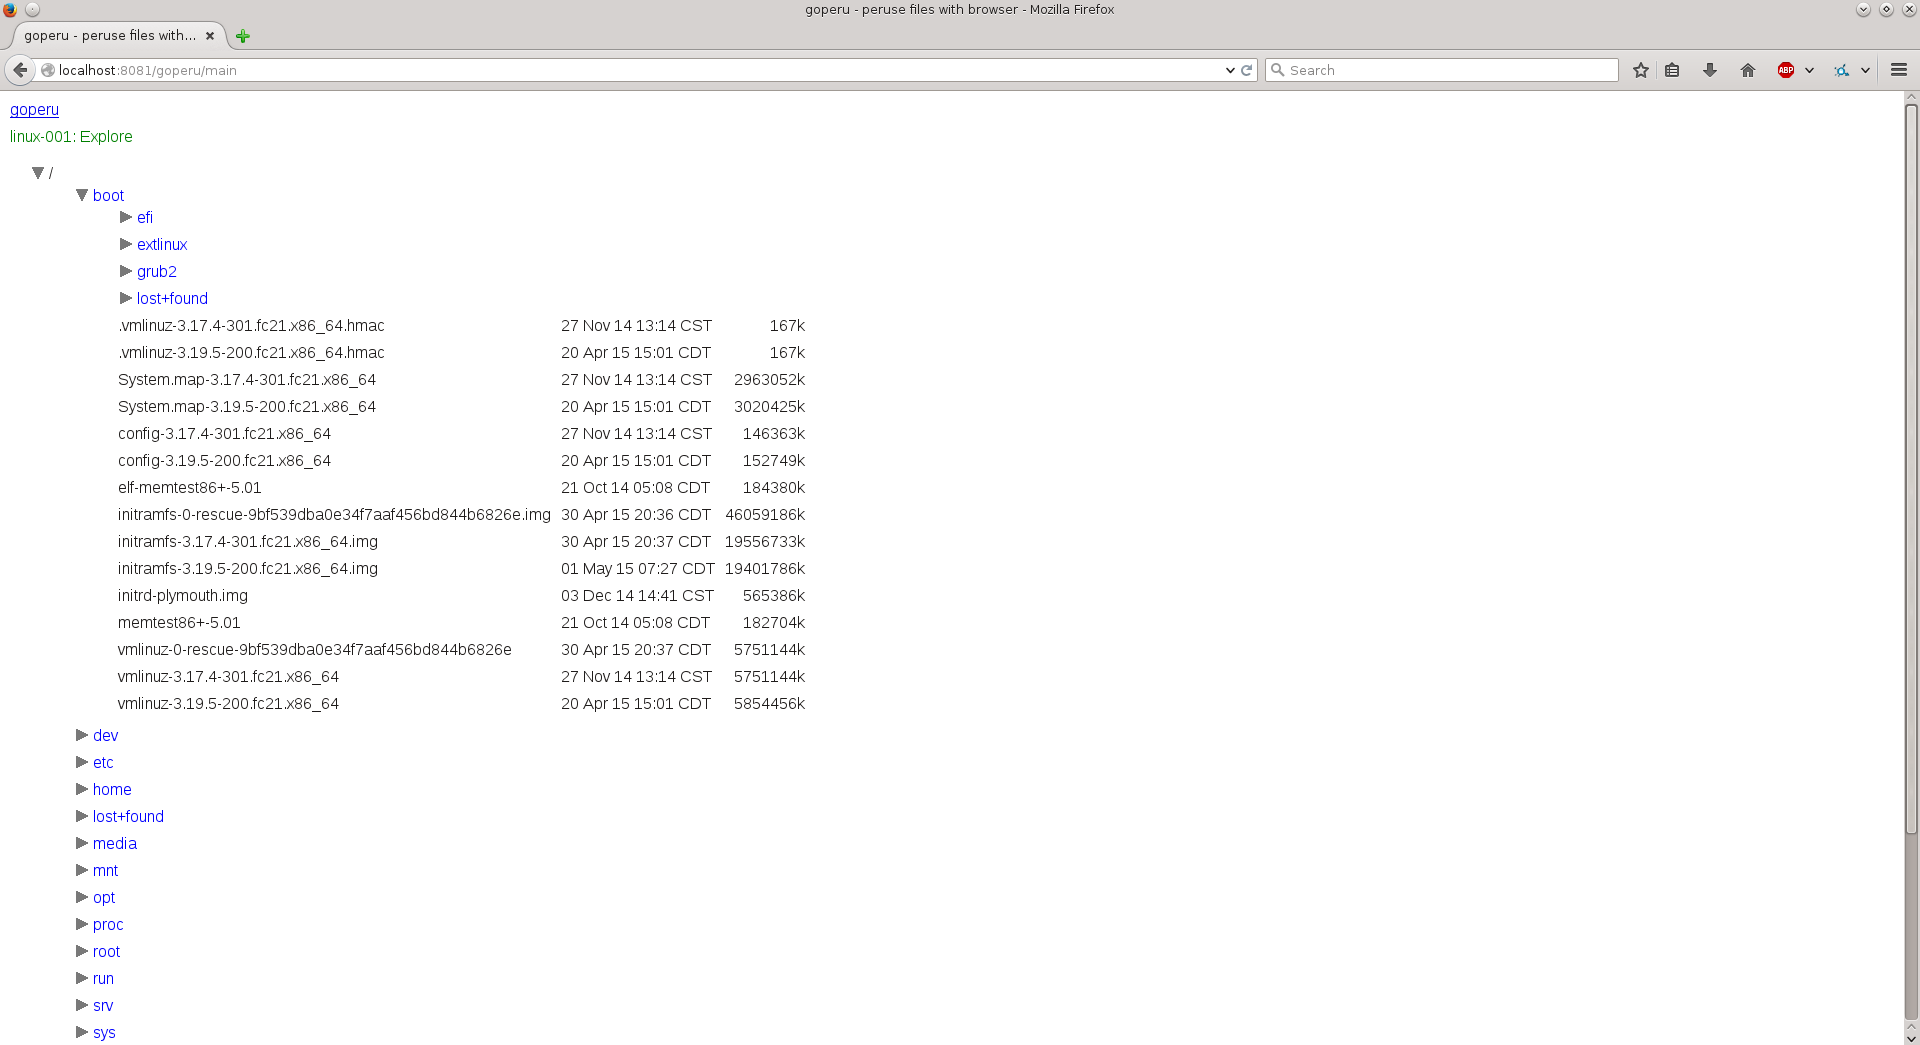 goperu - peruse files with browser - Mozilla Firefox
goperu - peruse files with...
localhost:8081/goperu/main
Search
ABP
goperu
linux-001: Explore
/
boot
efi
extlinux
grub2
lost+found
.vmlinuz-3.17.4-301.fc21.x86_64.hmac 27 Nov 14 13:14 CST 167k
.vmlinuz-3.19.5-200.fc21.x86_64.hmac 20 Apr 15 15:01 CDT 167k
System.map-3.17.4-301.fc21.x86_64 27 Nov 14 13:14 CST 2963052k
System.map-3.19.5-200.fc21.x86_64 20 Apr 15 15:01 CDT 3020425k
config-3.17.4-301.fc21.x86_64 27 Nov 14 13:14 CST 146363k
config-3.19.5-200.fc21.x86_64 20 Apr 15 15:01 CDT 152749k
elf-memtest86+-5.01 21 Oct 14 05:08 CDT 184380k
initramfs-0-rescue-9bf539dba0e34f7aaf456bd844b6826e.img 30 Apr 15 20:36 CDT 46059186k
initramfs-3.17.4-301.fc21.x86_64.img 30 Apr 15 20:37 CDT 19556733k
initramfs-3.19.5-200.fc21.x86_64.img 01 May 15 07:27 CDT 19401786k
initrd-plymouth.img 03 Dec 14 14:41 CST 565386k
memtest86+-5.01 21 Oct 14 05:08 CDT 182704k
vmlinuz-0-rescue-9bf539dba0e34f7aaf456bd844b6826e 30 Apr 15 20:37 CDT 5751144k
vmlinuz-3.17.4-301.fc21.x86_64 27 Nov 14 13:14 CST 5751144k
vmlinuz-3.19.5-200.fc21.x86_64 20 Apr 15 15:01 CDT 5854456k
dev
etc
home
lost+found
media
mnt
opt
proc
root
run
srv
sys